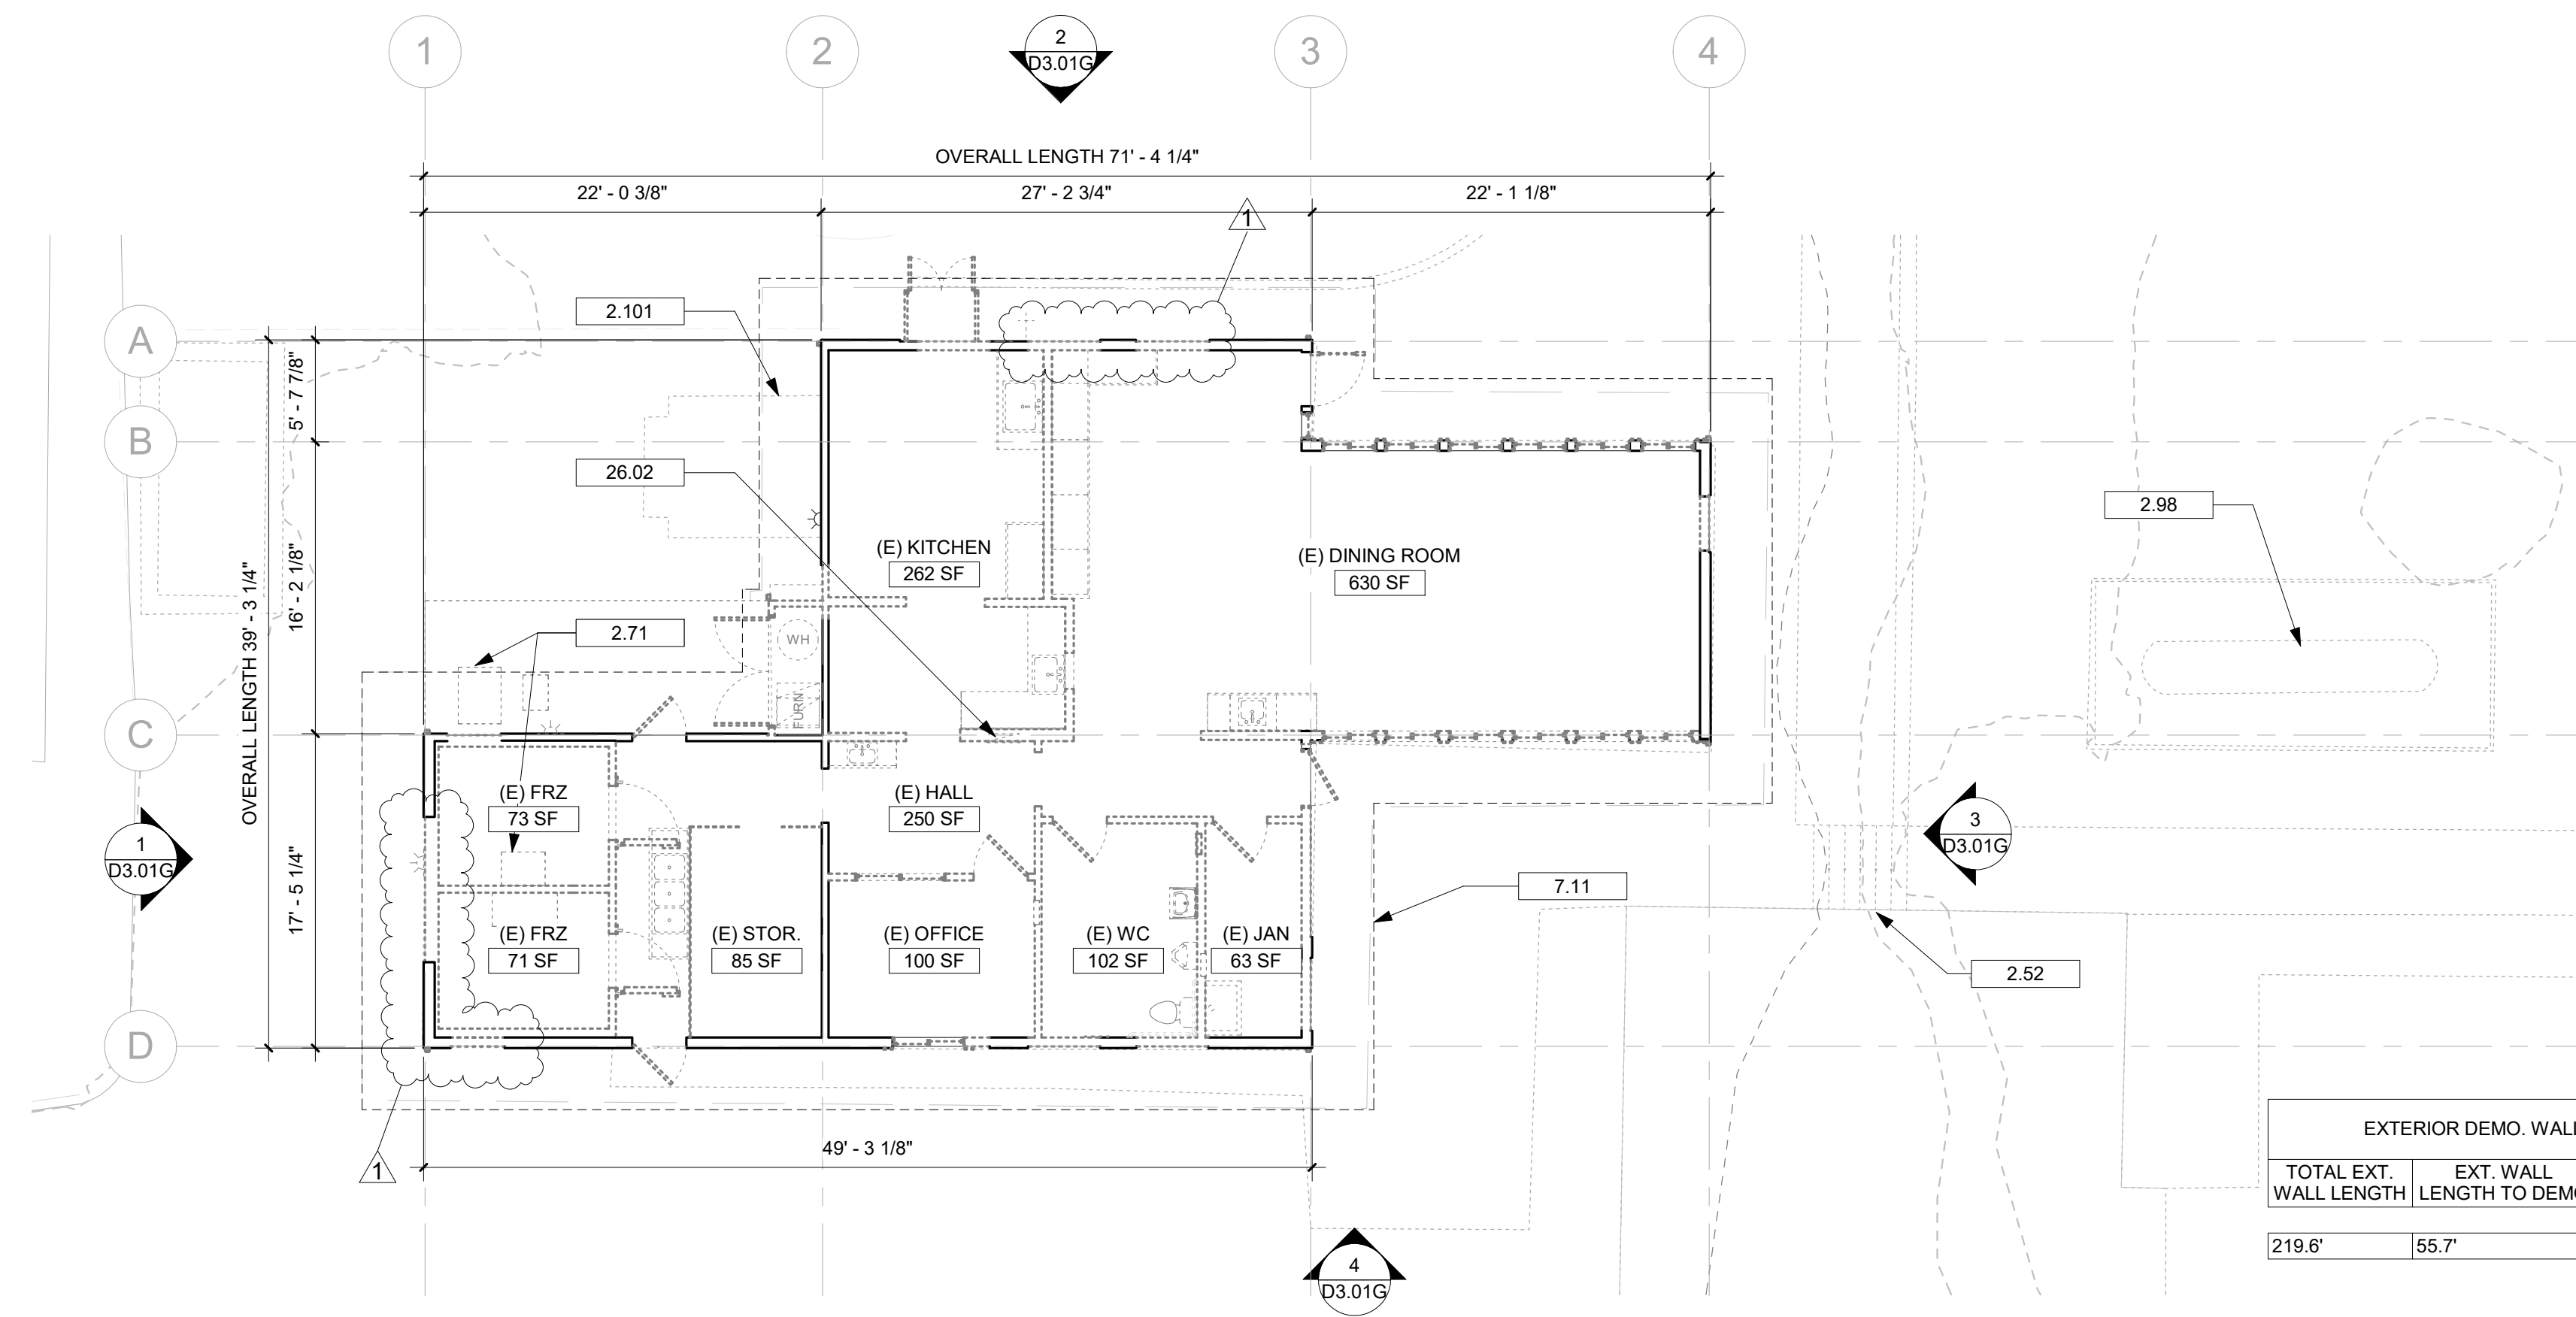 1
2
3
4
2
D3.01G
OVERALL LENGTH 71' - 4 1/4"
22' - 0 3/8"
27' - 2 3/4"
22' - 1 1/8"
1
A
B
C
D
5' - 7 7/8"
16' - 2 1/8"
17' - 5 1/4"
OVERALL LENGTH 39' - 3 1/4"
2.101
26.02
2.71
2.98
(E) KITCHEN
262 SF
(E) DINING ROOM
630 SF
WH
FURN
(E) FRZ
73 SF
(E) HALL
250 SF
1
D3.01G
3
D3.01G
7.11
(E) FRZ
71 SF
(E) STOR.
85 SF
(E) OFFICE
100 SF
(E) WC
102 SF
(E) JAN
63 SF
2.52
1
49' - 3 1/8"
4
D3.01G
EXTERIOR DEMO.
TOTAL EXT.
WALL LENGTH
EXT. WALL
LENGTH TO
219.6'
55.7'